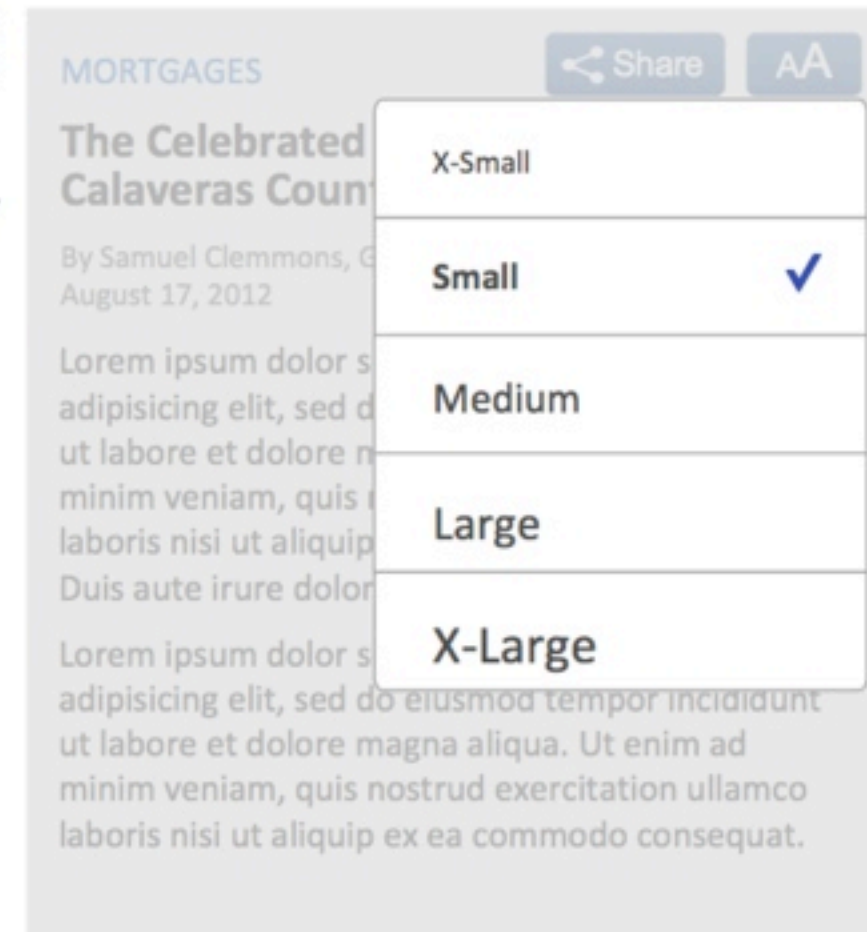 MORTGAGES
Share
AA
The Celebrated
Calaveras Coun
By Samuel Clemmons, G
August 17, 2012
X-Small
Small
Medium
Large
X-Large
Lorem ipsum dolor s
adipisicing elit, sed d
ut labore et dolore m
minim veniam, quis
laboris nisi ut aliquip
Duis aute irure dolor
Lorem ipsum dolor s
adipisicing elit, sed do eiusmod tempor incididunt
ut labore et dolore magna aliqua. Ut enim ad
minim veniam, quis nostrud exercitation ullamco
laboris nisi ut aliquip ex ea commodo consequat.